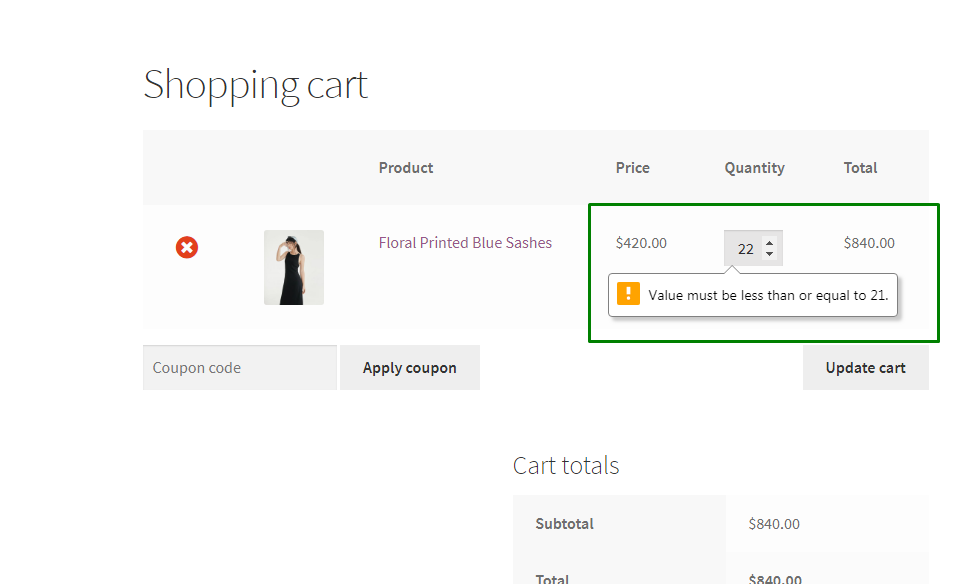 Shopping cart
Product Price Quantity Total
Floral Printed Blue Sashes $420.00 22 $840.00
! Value must be less than or equal to 21.
Coupon code Apply coupon Update cart
Cart totals
Subtotal $840.00
Total $840.00